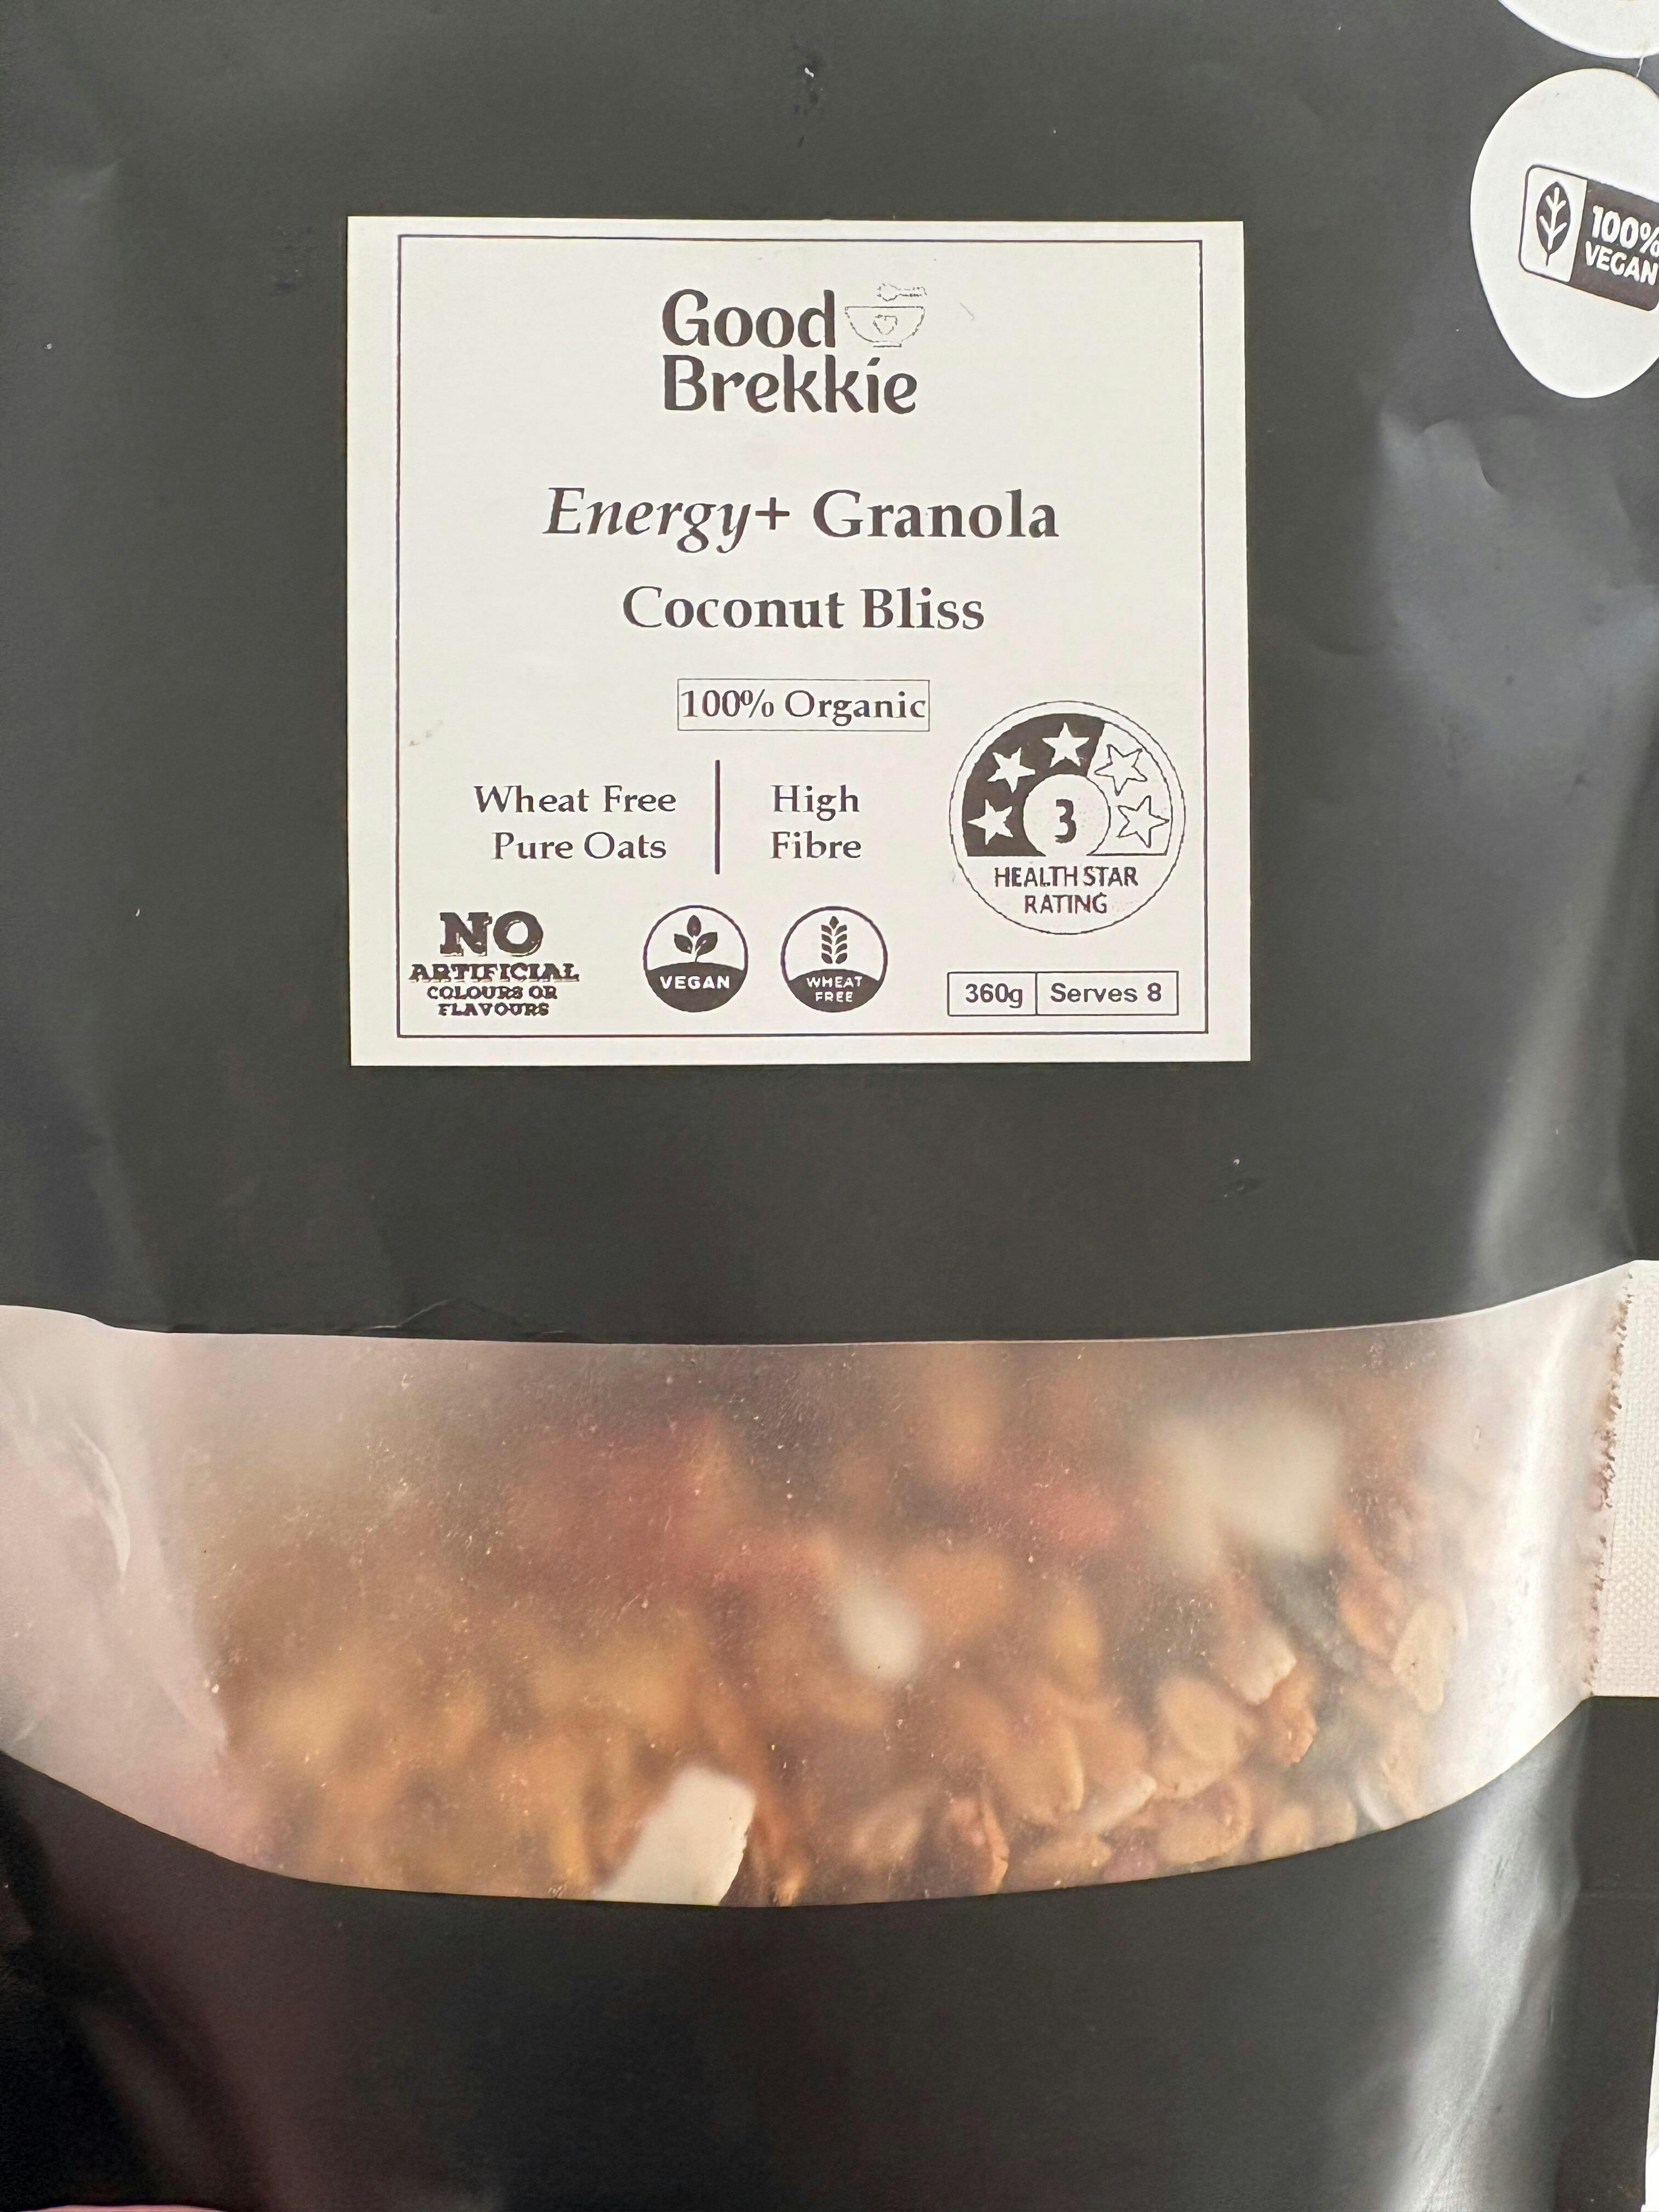 100%
VEGAN
Good
Brekkie
Energy+ Granola
Coconut Bliss
100% Organic
Wheat Free
Pure Oats
High
Fibre
3
HEALTH STAR
RATING
NO
ARTIFICIAL
COLOURS OR
FLAVOURS
VEGAN
WHEAT
FREE
360g
Serves 8